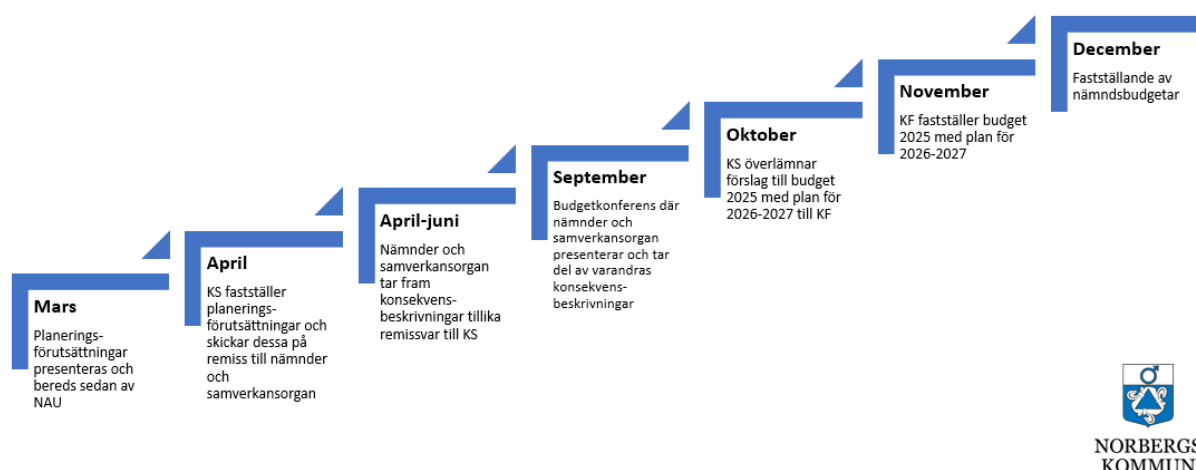 Mars
Planerings-
förutsättningar
presenteras och
bereds sedan av
NAU
April
KS fastställer
planerings-
förutsättningar och
skickar dessa på
remiss till nämnder
och
samverkansorgan
April-juni
Nämnder och
samverkansorgan
tar fram
konsekvens-
beskrivningar tillika
remissvar till KS
September
Budgetkonferens där
nämnder och
samverkansorgan
presenterar och tar
del av varandras
konsekvens-
beskrivningar
Oktober
KS överlämnar
förslag till budget
2025 med plan för
2026-2027 till KF
November
KF fastställer budget
2025 med plan för
2026-2027
December
Fastställande av
nämndsbudgetar
NORBERGS
KOMMUN